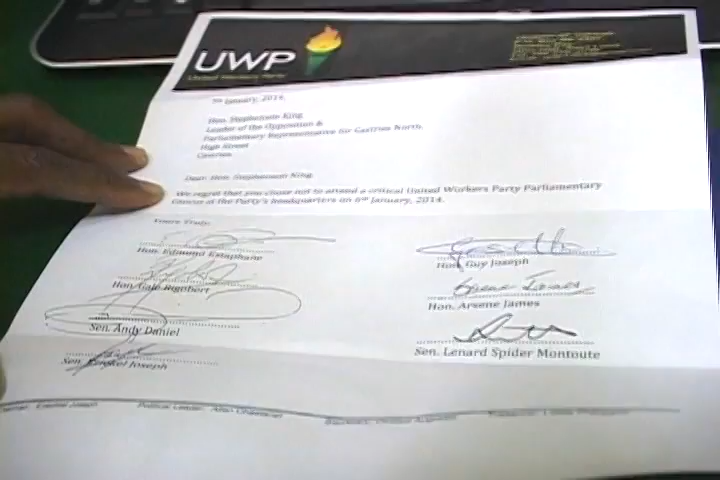 UWP
United Workers Party
January, 2014.
Hon. Stephenson King
Leader of the Opposition &
Parliamentary Representative for Castries North.
High Street
Castries
Dear Hon. Stephenson King,
We regret that you chose not to attend a critical United Workers Party Parliamentary
Caucus at the Party's headquarters on 6th January, 2014.
Yours Truly,
Hon. Edmund Estaphane
Hon. Guy Joseph
Hon. Gale Rigobert
Hon. Arsene James
Sen. Andy Daniel
Sen. Lenard Spider Montoute
Sen. Joseph
Political Leader: